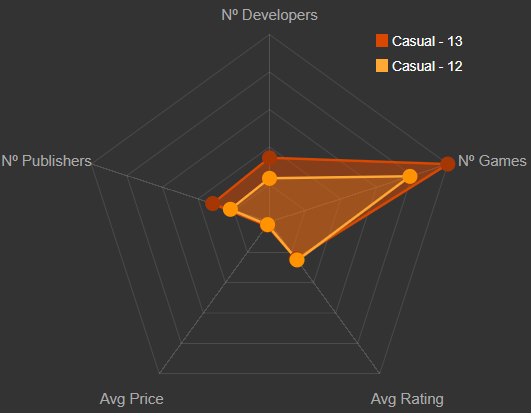 Nº Developers
Casual - 13
Casual - 12
Nº Publishers
Nº Games
Avg Price
Avg Rating